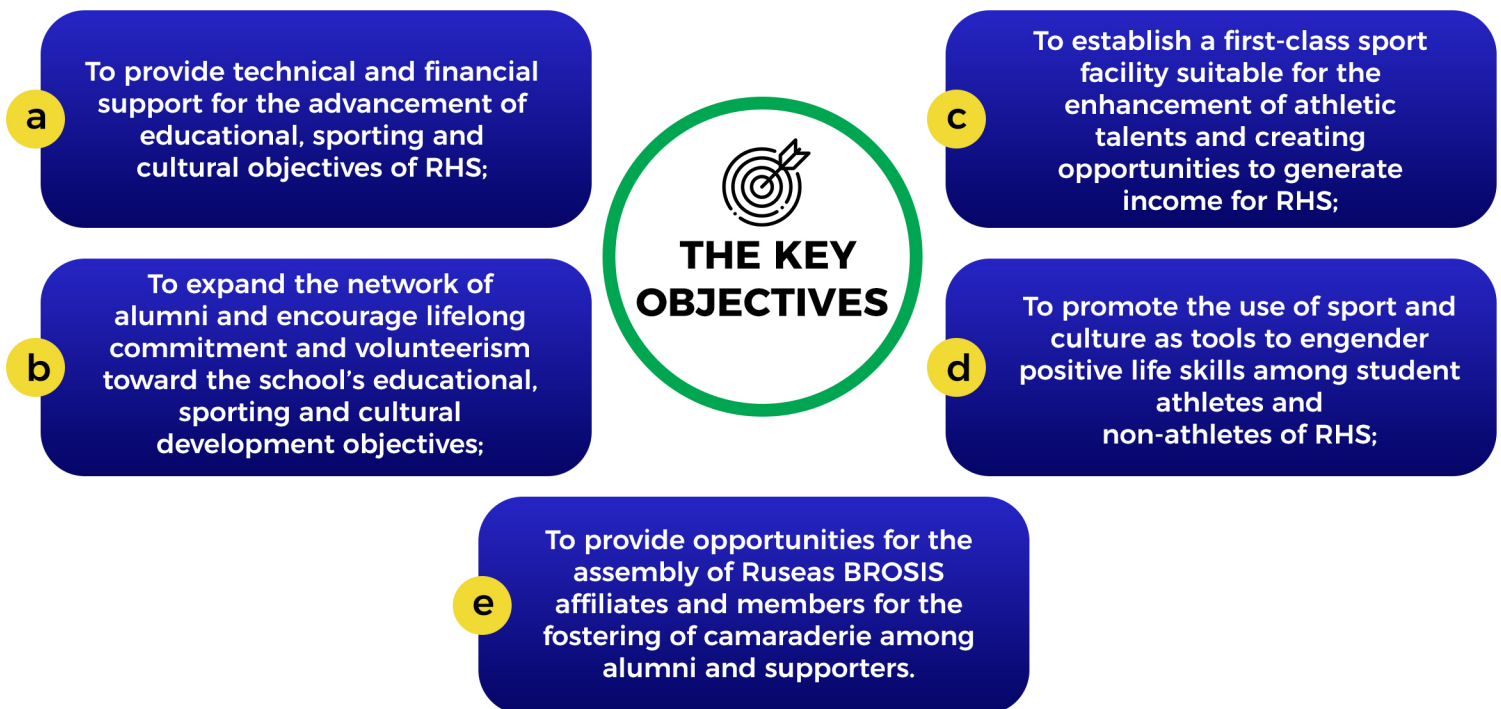 THE KEY
OBJECTIVES
a
To provide technical and financial
support for the advancement of
educational, sporting and
cultural objectives of RHS;
b
To expand the network of
alumni and encourage lifelong
commitment and volunteerism
toward the school’s educational,
sporting and cultural
development objectives;
c
To establish a first-class sport
facility suitable for the
enhancement of athletic
talents and creating
opportunities to generate
income for RHS;
d
To promote the use of sport and
culture as tools to engender
positive life skills among student
athletes and
non-athletes of RHS;
e
To provide opportunities for the
assembly of Ruseas BROSIS
affiliates and members for the
fostering of camaraderie among
alumni and supporters.